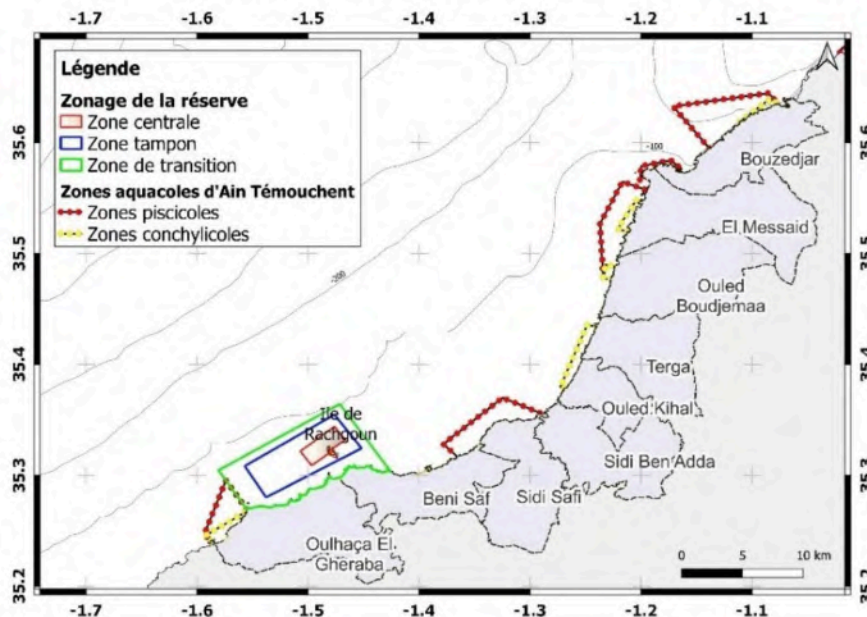 -1.7 -1.6 -1.5 -1.4 -1.3 -1.2 -1.1
Légende
Zonage de la réserve
Zone centrale
Zone tampon
Zone de transition
Zones aquacoles d'Ain Témouchent
Zones piscicoles
Zones conchylicoles
35.6 35.6
35.5 35.5
35.4 35.4
35.3 35.3
35.2 35.2
-100
Bouzedjar
El Messaid
Ouled
Boudjemaa
Terga
Ouled Kihal
Sidi Ben Adda
Ile de
Rachgoun
Beni Saf
Sidi Safi
Oulhaça El
Gheraba
0 5 10 km
-1.7 -1.6 -1.5 -1.4 -1.3 -1.2 -1.1